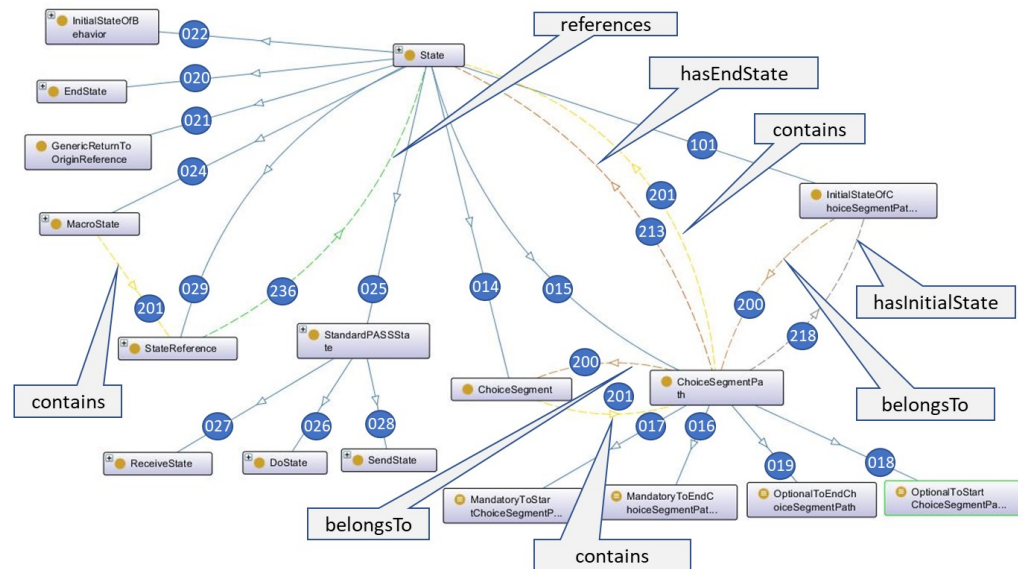 InitialStateOfB
ehavior
022
references
State
hasEndState
020
EndState
contains
021
GenericReturnTo
OriginReference
101
024
201
InitialStateOfC
hoiceSegmentPat...
MacroState
213
029
236
025
014
015
200
hasInitialState
201
218
StandardPASSSta
te
StateReference
200
ChoiceSegment
ChoiceSegmentPa
th
contains
201
belongsTo
027
026
028
017
016
019
018
ReceiveState
DoState
SendState
MandatoryToStar
tChoiceSegmentP...
MandatoryToEndC
hoiceSegmentPat...
OptionalToEndCh
oiceSegmentPath
OptionalToStart
ChoiceSegmentPa...
belongsTo
contains